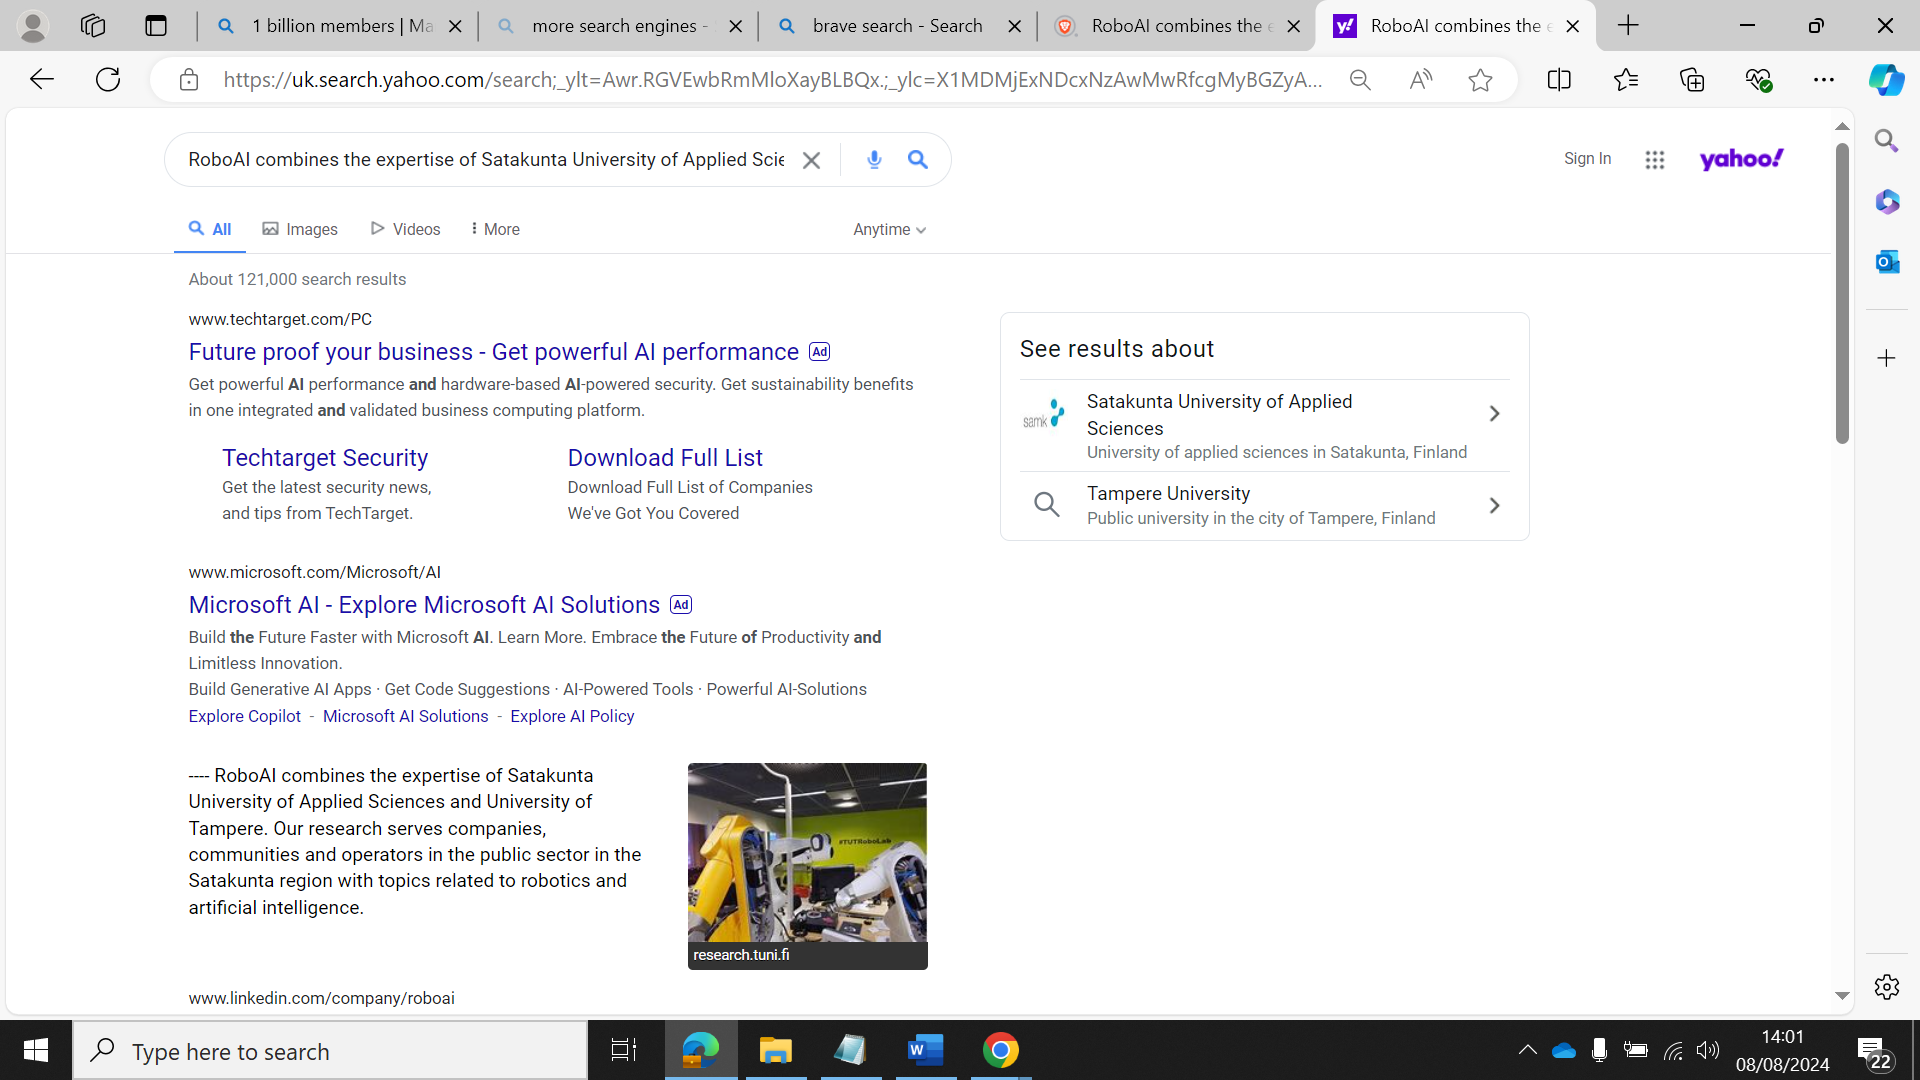 1 billion members | Ma
more search engines -
brave search - Search
RoboAI combines the e
RoboAI combines the e
https://uk.search.yahoo.com/search;_ylt=Awr.RGVEwbRmMloXayBLBQx.;_ylc=X1MDMjExNDcxNzAwMwRfcgMyBGZyA...
RoboAI combines the expertise of Satakunta University of Applied Scie
Sign In
yahoo!
All
Images
Videos
More
Anytime
About 121,000 search results
www.techtarget.com/PC
Future proof your business - Get powerful AI performance Ad
Get powerful AI performance and hardware-based AI-powered security. Get sustainability benefits
in one integrated and validated business computing platform.
Techtarget Security
Get the latest security news,
and tips from TechTarget.
Download Full List
Download Full List of Companies
We've Got You Covered
www.microsoft.com/Microsoft/AI
Microsoft AI - Explore Microsoft AI Solutions Ad
Build the Future Faster with Microsoft AI. Learn More. Embrace the Future of Productivity and
Limitless Innovation.
Build Generative AI Apps · Get Code Suggestions · AI-Powered Tools · Powerful AI-Solutions
Explore Copilot - Microsoft AI Solutions - Explore AI Policy
---- RoboAI combines the expertise of Satakunta
University of Applied Sciences and University of
Tampere. Our research serves companies,
communities and operators in the public sector in the
Satakunta region with topics related to robotics and
artificial intelligence.
#TUTRoboLab
research.tuni.fi
www.linkedin.com/company/roboai
See results about
samk
Satakunta University of Applied
Sciences
University of applied sciences in Satakunta, Finland
Tampere University
Public university in the city of Tampere, Finland
Type here to search
14:01
08/08/2024
22